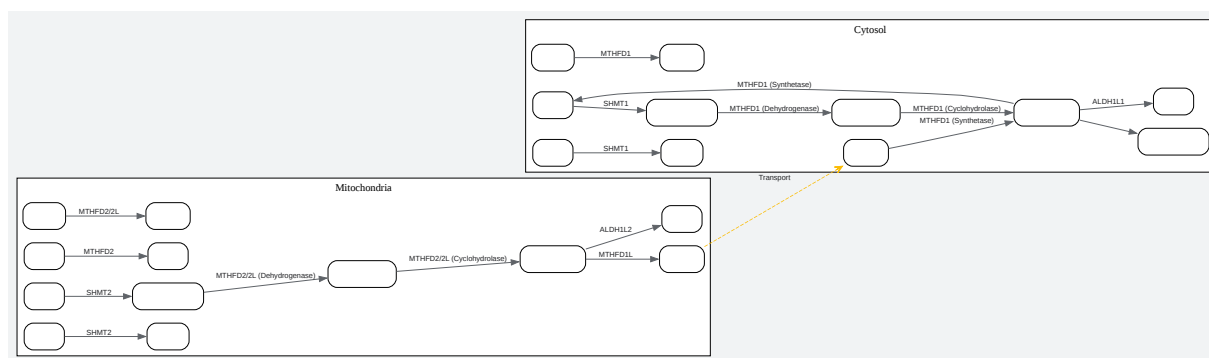 Cytosol
MTHFD1
MTHFD1 (Synthetase)
SHMT1
MTHFD1 (Dehydrogenase)
MTHFD1 (Cyclohydrolase)
ALDH1L1
MTHFD1 (Synthetase)
SHMT1
Transport
Mitochondria
MTHFD2/2L
ALDH1L2
MTHFD2
MTHFD2/2L (Cyclohydrolase)
MTHFD1L
MTHFD2/2L (Dehydrogenase)
SHMT2
SHMT2